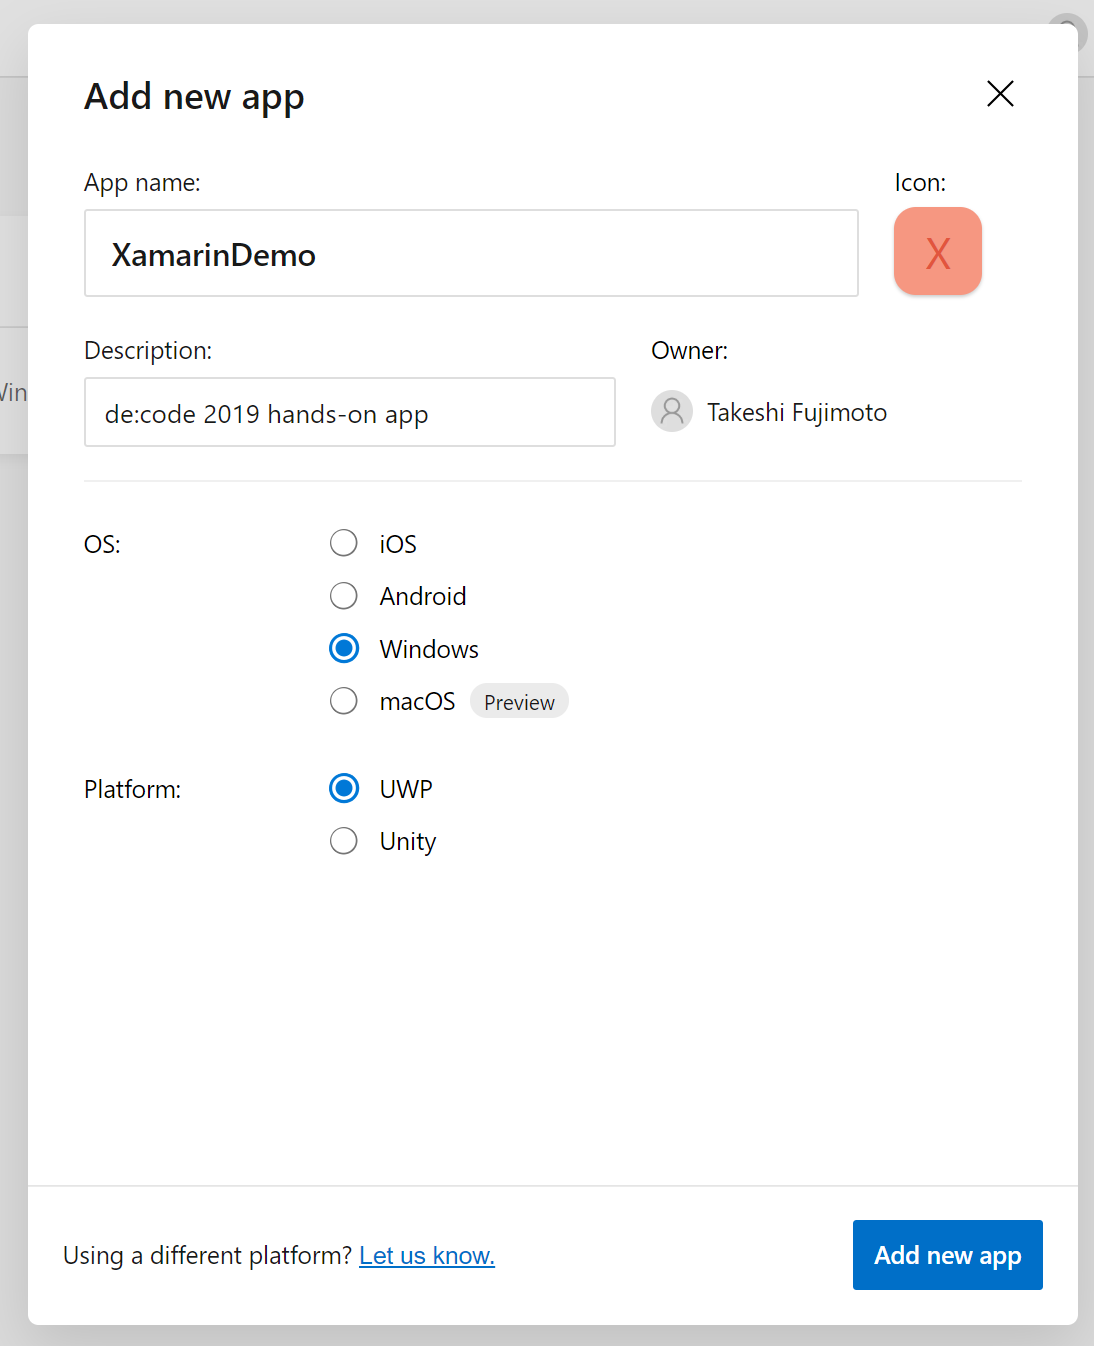 Add new app
App name:
Icon:
XamarinDemo
X
Description:
Owner:
de:code 2019 hands-on app
Takeshi Fujimoto
OS:
iOS
Android
Windows
macOS Preview
Platform:
UWP
Unity
Using a different platform? Let us know.
Add new app